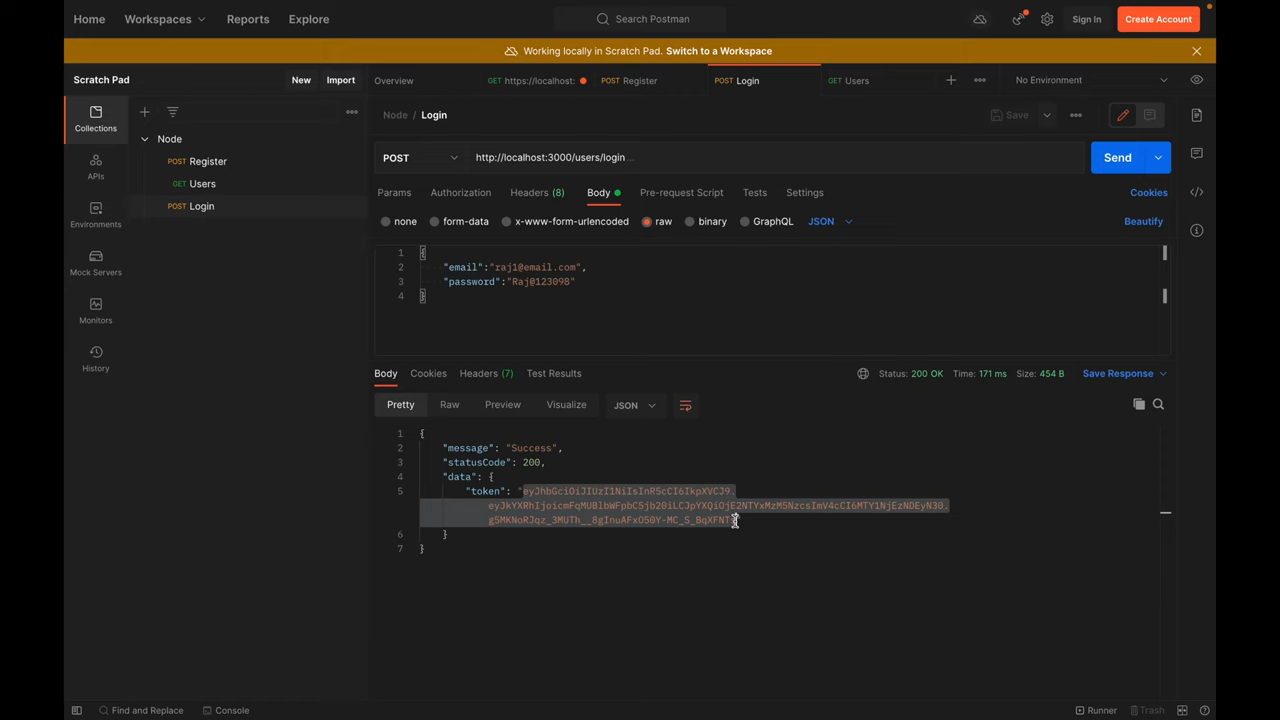 Home Workspaces Reports Explore Search Postman Sign In Create Account
Working locally in Scratch Pad. Switch to a Workspace
Scratch Pad New Import Overview GET https://localhost: POST Register POST Login GET Users No Environment
Collections
Node
POST Register
GET Users
POST Login
APIs
Environments
Mock Servers
Monitors
History
Node / Login Save
POST http://localhost:3000/users/login ... Send
Params Authorization Headers (8) Body Pre-request Script Tests Settings Cookies
none form-data x-www-form-urlencoded raw binary GraphQL JSON Beautify
1 {
2 "email":"raj1@email.com",
3 "password":"Raj@123098"
4 }
Body Cookies Headers (7) Test Results Status: 200 OK Time: 171 ms Size: 454 B Save Response
Pretty Raw Preview Visualize JSON
1 {
2 "message": "Success",
3 "statusCode": 200,
4 "data": {
5 "token": "eyJhbGciOiJIUzI1NiIsInR5cCI6IkpXVCJ9.
6 }
7 }
Find and Replace Console Runner Trash